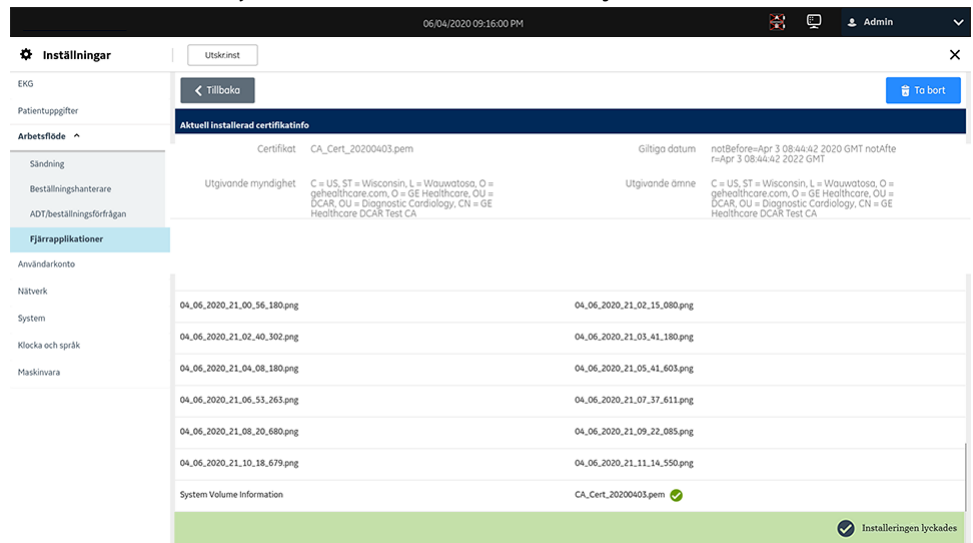 06/04/2020 09:16:00 PM
Admin
Inställningar
Utskr.inst
EKG
Patientuppgifter
Arbetsflöde
Sändning
Beställningshanterare
ADT/beställningsförfrågan
Fjärrapplikationer
Användarkonto
Nätverk
System
Klocka och språk
Maskinvara
Tillbaka
Ta bort
Aktuell installerad certifikatinfo
Certifikat
CA_Cert_20200403.pem
Giltiga datum
notBefore=Apr 3 08:44:42 2020 GMT notAfte
r=Apr 3 08:44:42 2022 GMT
Utgivande myndighet
C = US, ST = Wisconsin, L = Wauwatosa, O =
gehealthcare.com, O = GE Healthcare, OU =
DCAR, OU = Diagnostic Cardiology, CN = GE
Healthcare DCAR Test CA
Utgivande ämne
C = US, ST = Wisconsin, L = Wauwatosa, O =
gehealthcare.com, O = GE Healthcare, OU =
DCAR, OU = Diagnostic Cardiology, CN = GE
Healthcare DCAR Test CA
04_06_2020_21_00_56_180.png
04_06_2020_21_02_15_080.png
04_06_2020_21_02_40_302.png
04_06_2020_21_03_41_180.png
04_06_2020_21_04_08_180.png
04_06_2020_21_05_41_603.png
04_06_2020_21_06_53_263.png
04_06_2020_21_07_37_611.png
04_06_2020_21_08_20_680.png
04_06_2020_21_09_22_085.png
04_06_2020_21_10_18_679.png
04_06_2020_21_11_14_550.png
System Volume Information
CA_Cert_20200403.pem
Installeringen lyckades